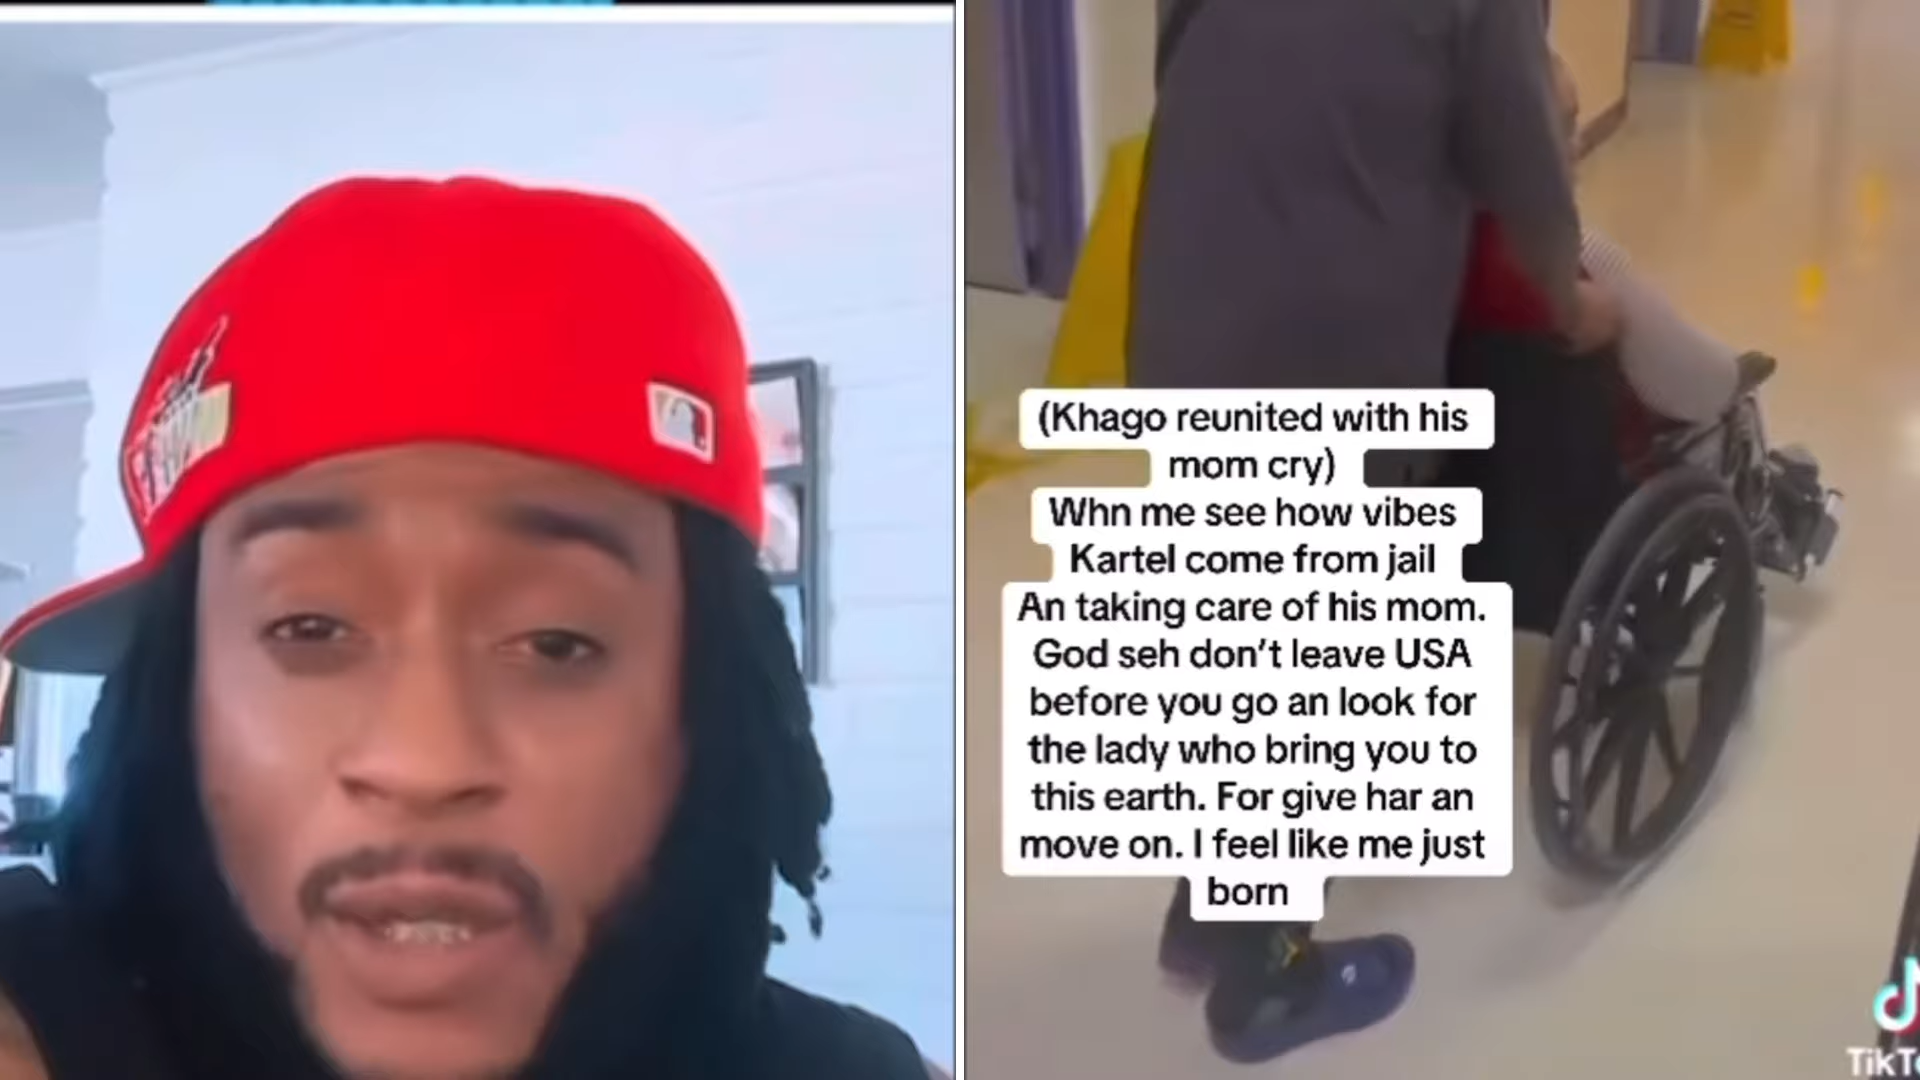 (Khago reunited with his
mom cry)
Whn me see how vibes
Kartel come from jail
An taking care of his mom.
God seh don't leave USA
before you go an look for
the lady who bring you to
this earth. For give har an
move on. I feel like me just
born